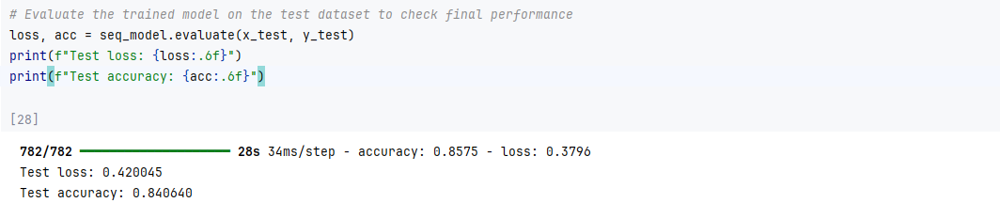 # Evaluate the trained model on the test dataset to check final performance
loss, acc = seq_model.evaluate(x_test, y_test)
print(f"Test loss: {loss:.6f}")
print(f"Test accuracy: {acc:.6f}")
[28]
782/782 ━━━━━━━━━━━━━━━━━━━━ 28s 34ms/step - accuracy: 0.8575 - loss: 0.3796
Test loss: 0.420045
Test accuracy: 0.840640